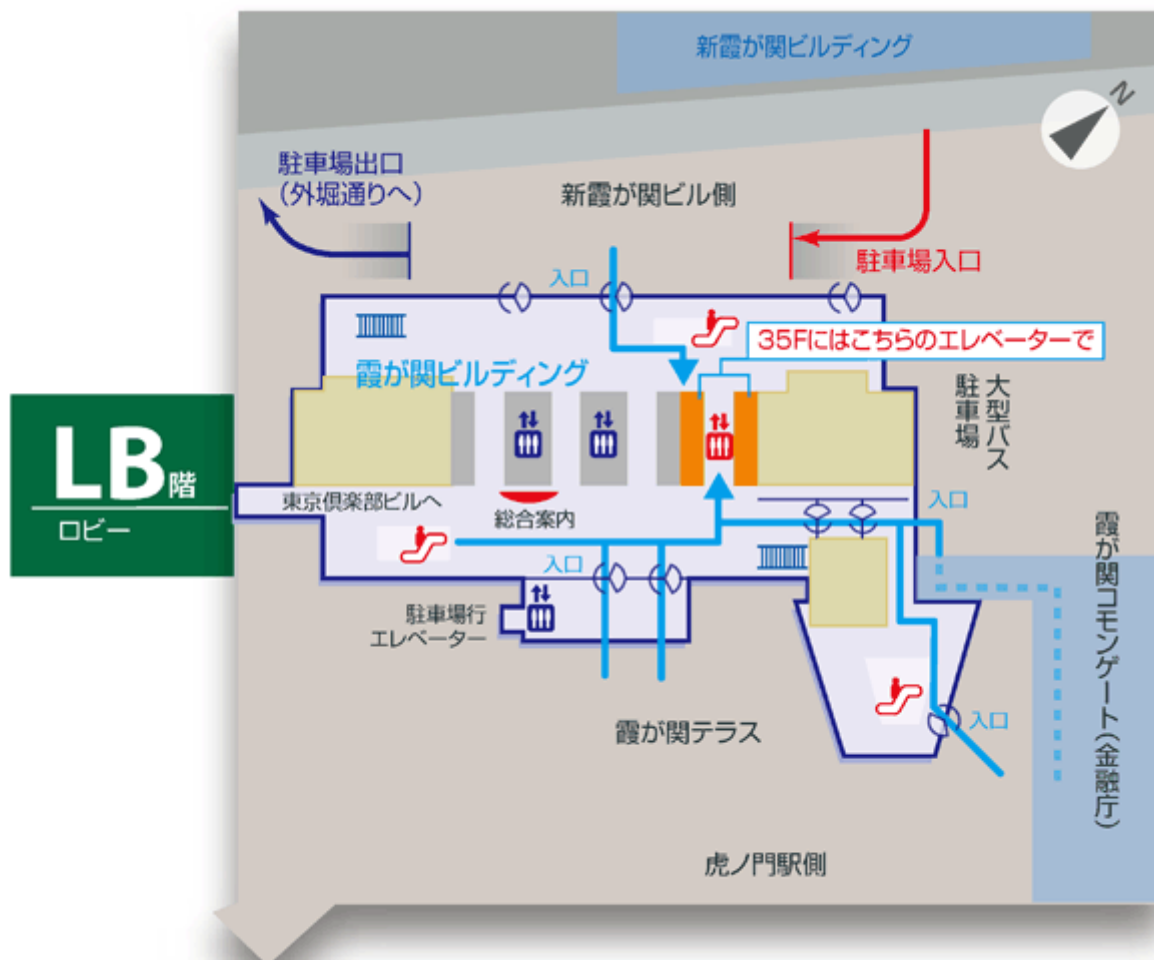 新霞が関ビルディング
N
駐車場出口
(外堀通りへ)
新霞が関ビル側
駐車場入口
入口
35Fにはこちらのエレベーターで
霞が関ビルディング
大型バス
駐車場
LB階
ロビー
東京倶楽部ビルへ
総合案内
入口
入口
駐車場行
エレベーター
霞が関コモンゲート(金融庁)
入口
霞が関テラス
虎ノ門駅側